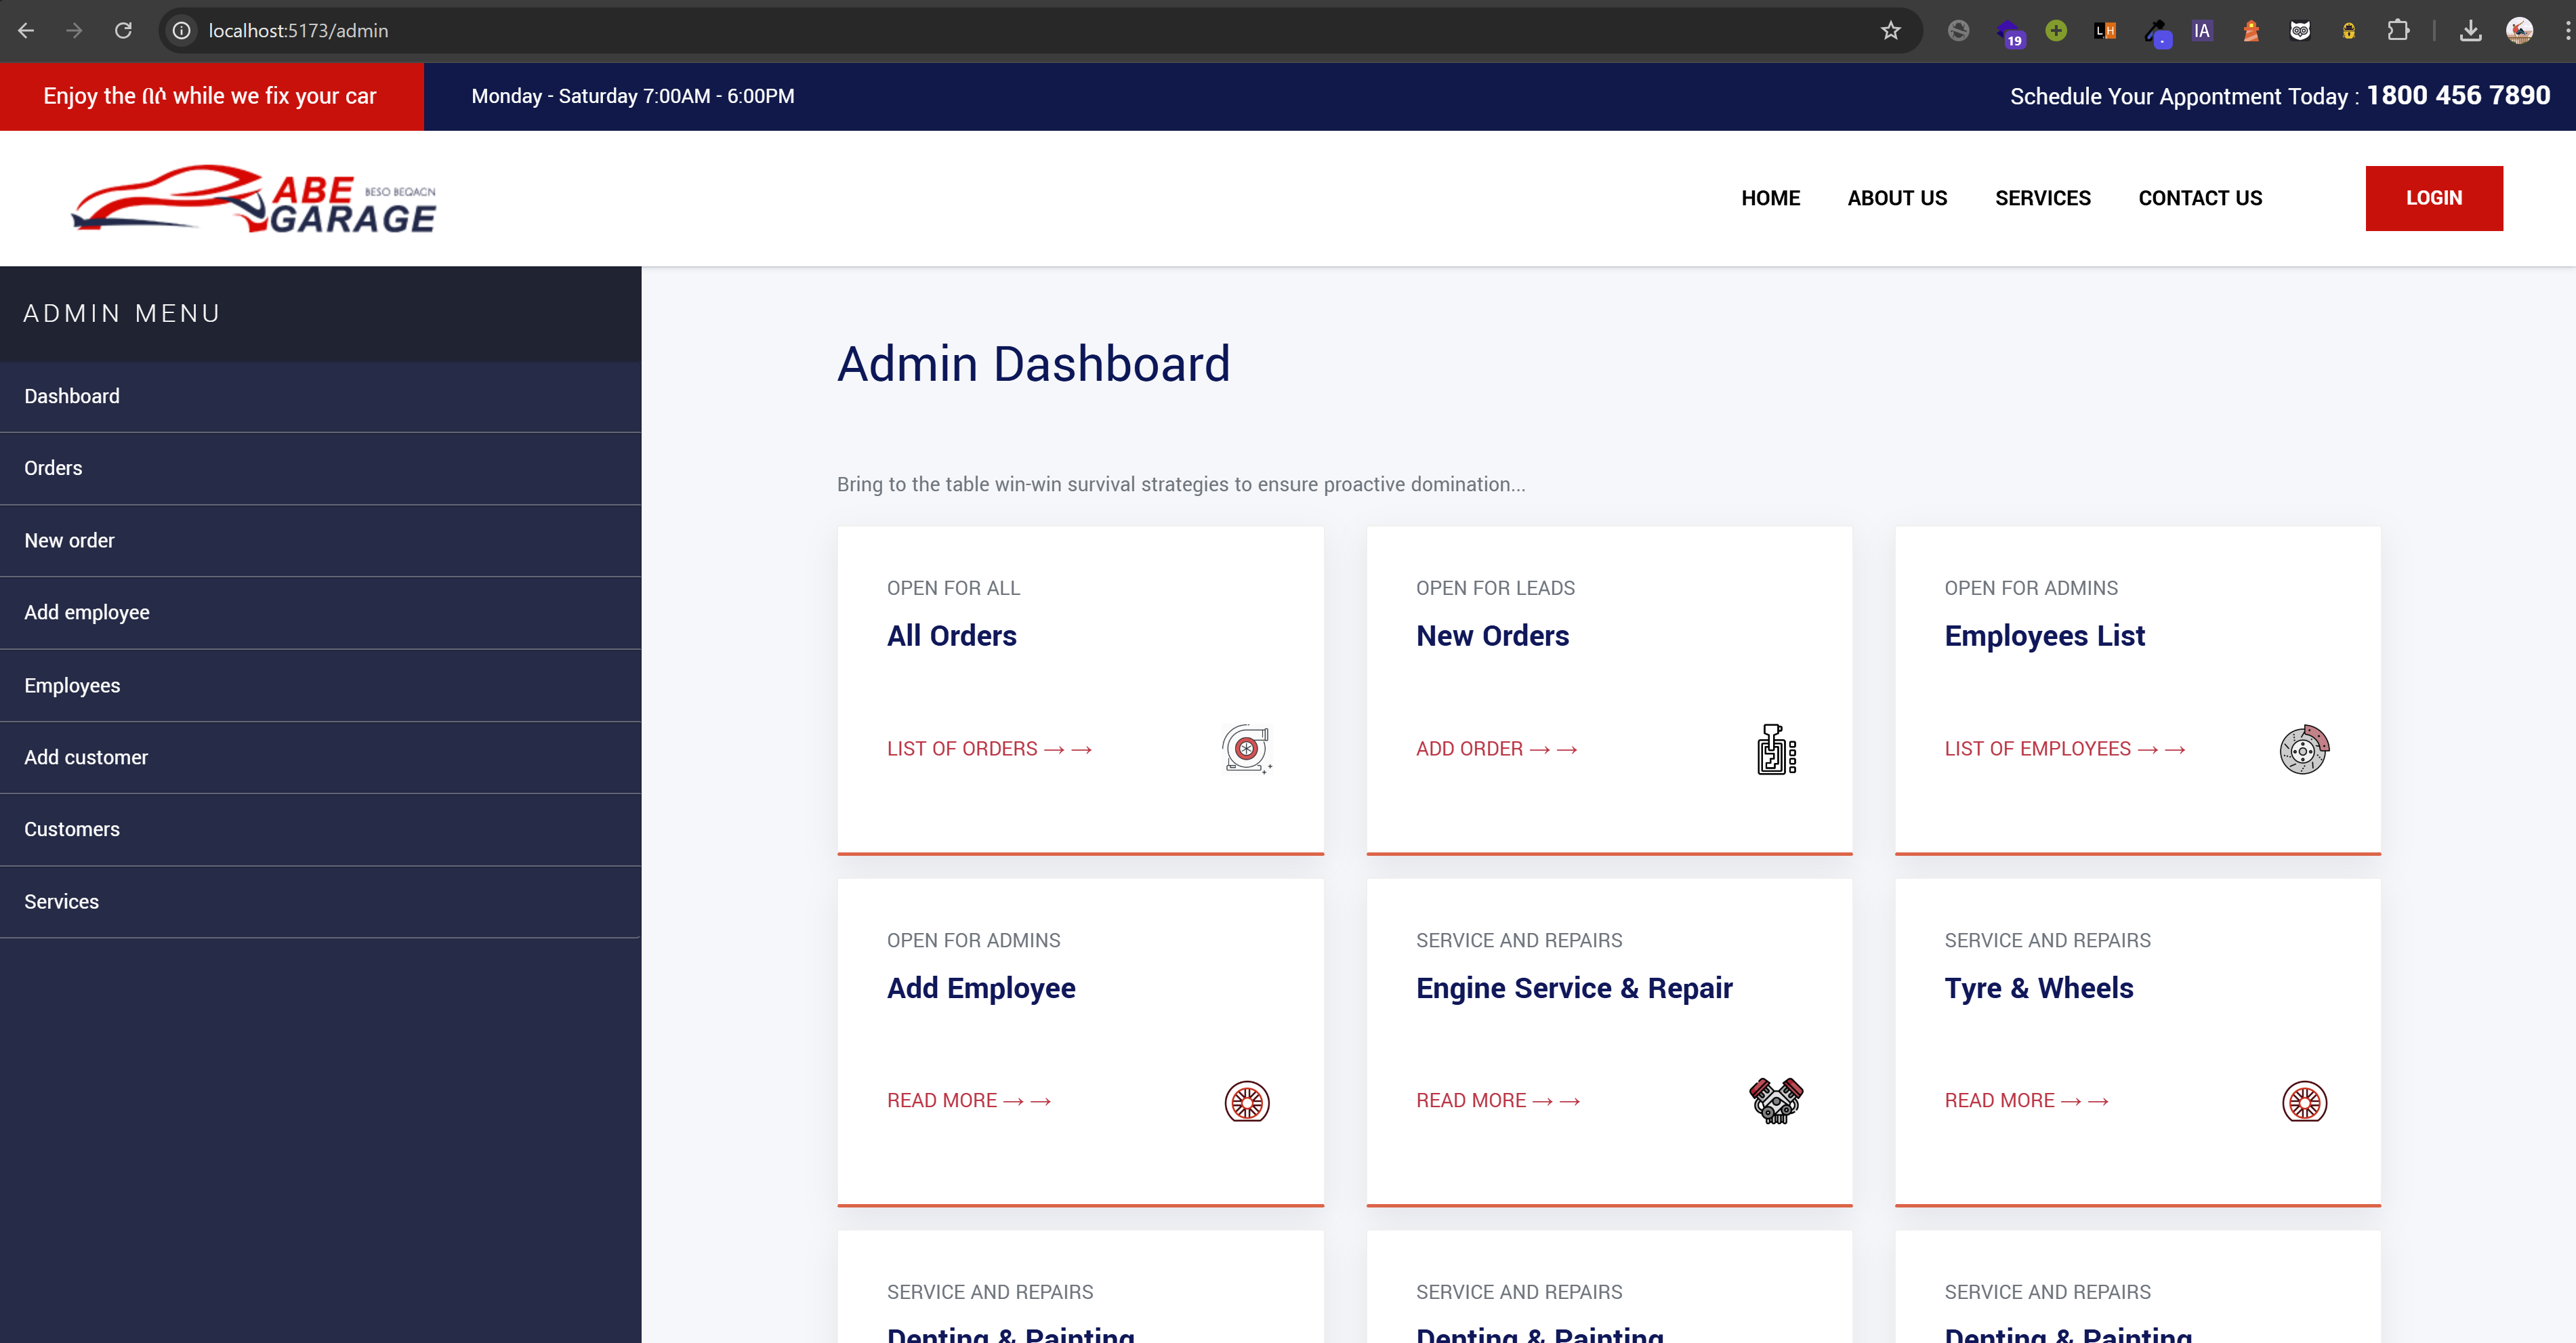 localhost:5173/admin
19
LH
IA
Enjoy the በሶ while we fix your car
Monday - Saturday 7:00AM - 6:00PM
Schedule Your Appontment Today : 1800 456 7890
ABE BESO BEQACN
GARAGE
HOME
ABOUT US
SERVICES
CONTACT US
LOGIN
ADMIN MENU
Dashboard
Orders
New order
Add employee
Employees
Add customer
Customers
Services
Admin Dashboard
Bring to the table win-win survival strategies to ensure proactive domination...
OPEN FOR ALL
All Orders
LIST OF ORDERS → →
OPEN FOR LEADS
New Orders
ADD ORDER → →
OPEN FOR ADMINS
Employees List
LIST OF EMPLOYEES → →
OPEN FOR ADMINS
Add Employee
READ MORE → →
SERVICE AND REPAIRS
Engine Service & Repair
READ MORE → →
SERVICE AND REPAIRS
Tyre & Wheels
READ MORE → →
SERVICE AND REPAIRS
Denting & Painting
SERVICE AND REPAIRS
Denting & Painting
SERVICE AND REPAIRS
Denting & Painting